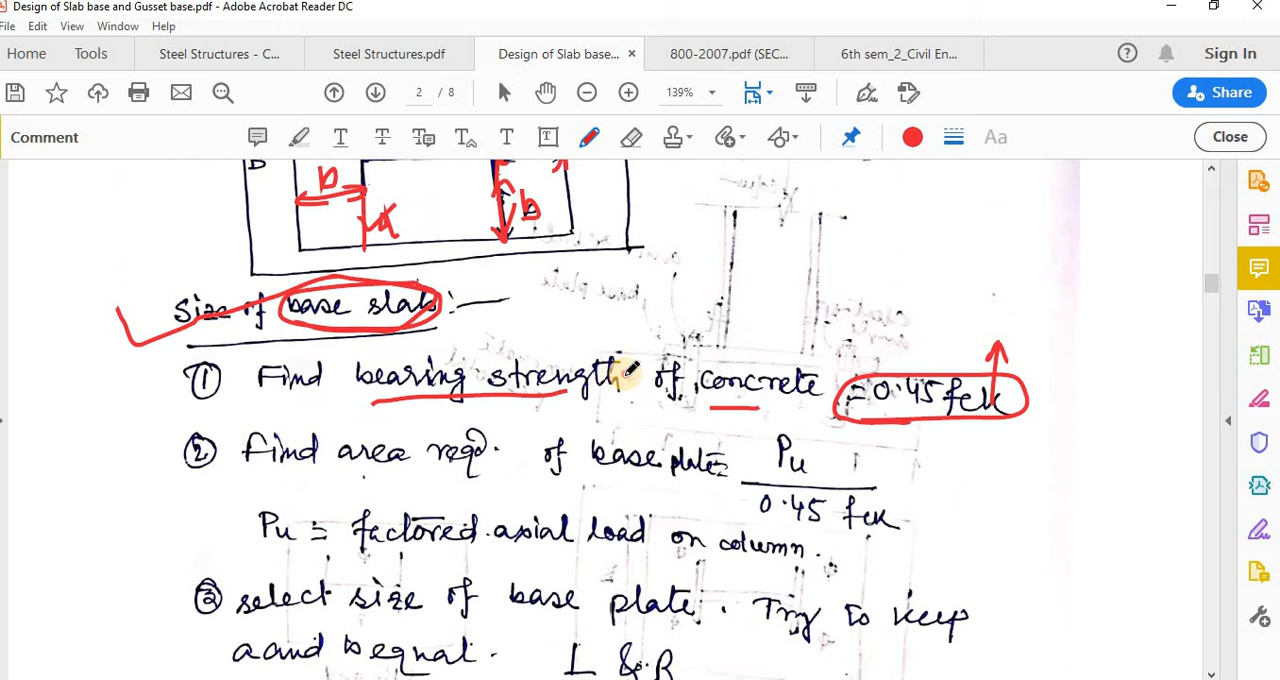 Design of Slab base and Gusset base.pdf - Adobe Acrobat Reader DC
File Edit View Window Help
Home Tools Steel Structures - C... Steel Structures.pdf Design of Slab base... × 800-2007.pdf (SEC... 6th sem_2_Civil En... Sign In
2 / 8 139% Share
Comment Aa Close
D b b
a
Size of base slab :—
① Find bearing strength of concrete = 0.45 fck
② Find area reqd. of base plate = Pu
0.45 fck
Pu = factored axial load on column.
③ select size of base plate. Try to keep
a and b equal. L & B